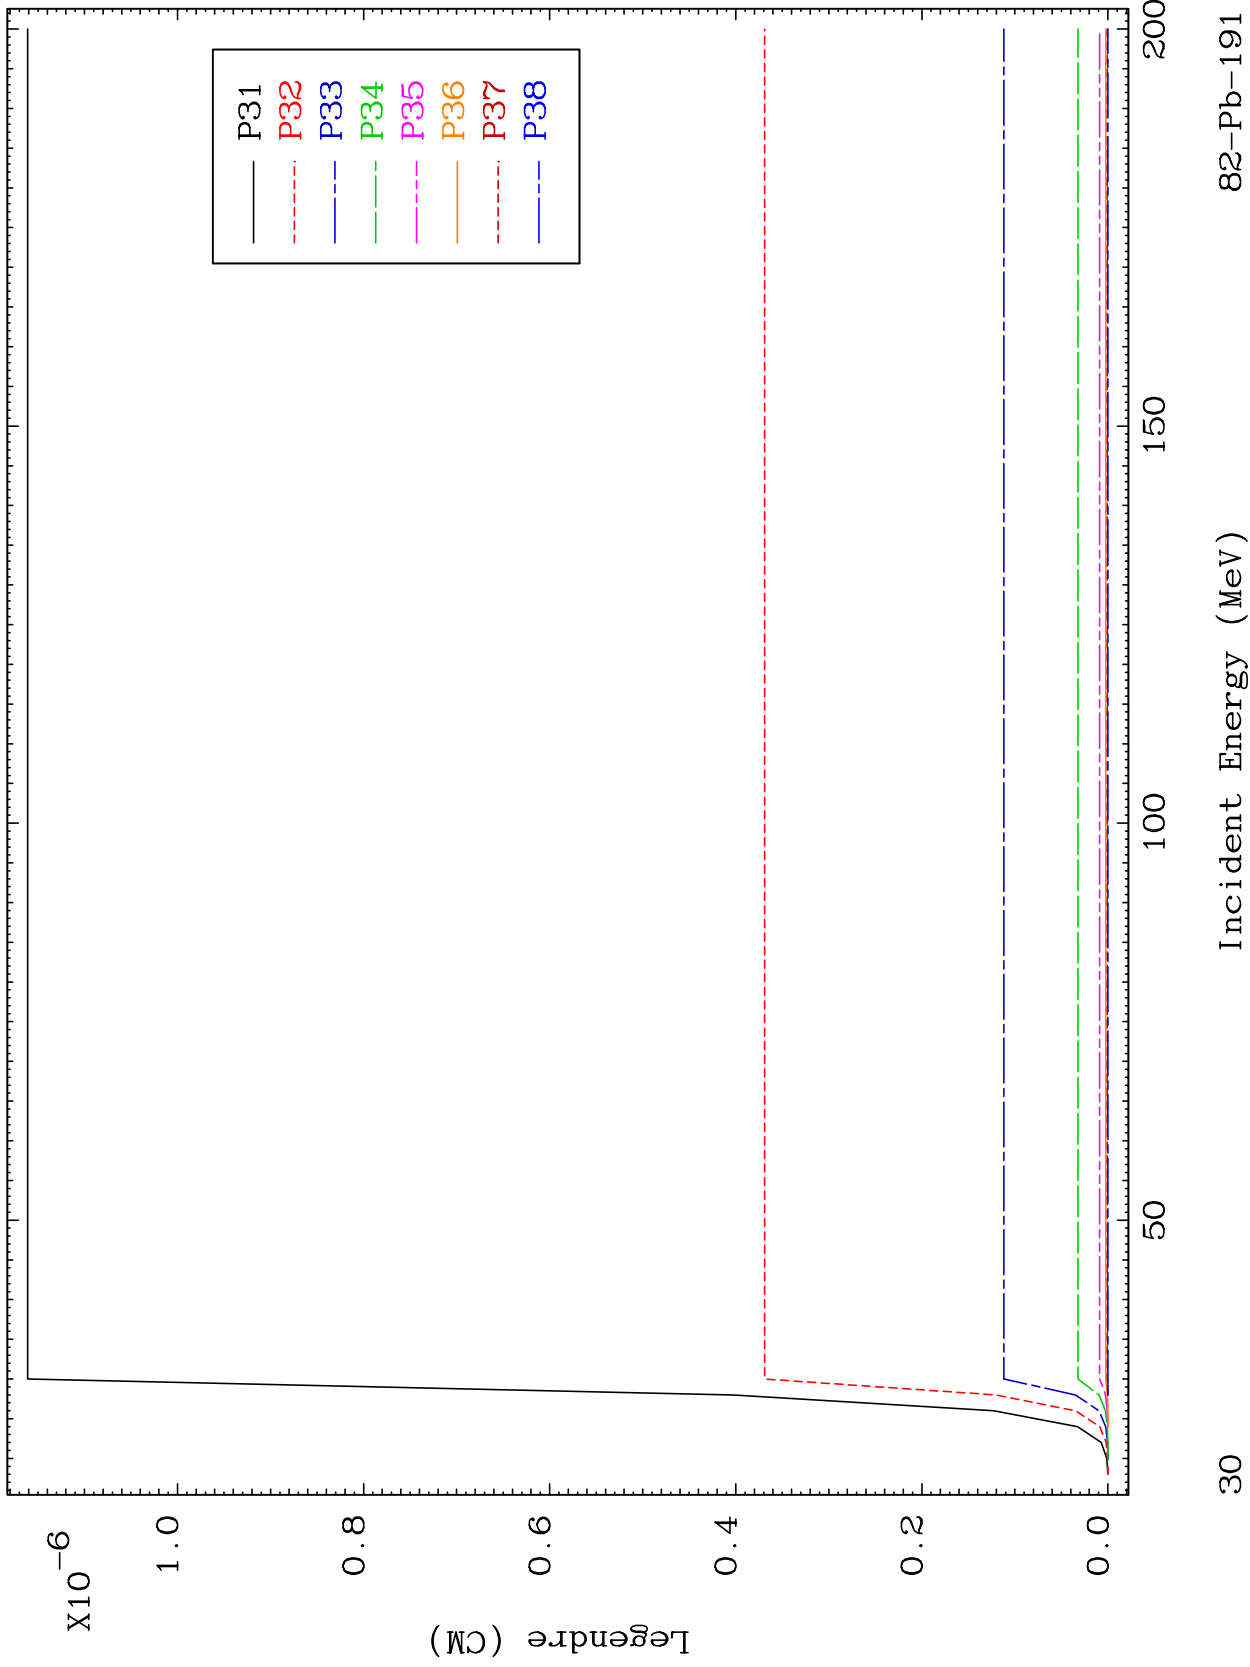 X10-6
1.0
0.8
0.6
0.4
0.2
0.0
Legendre (CM)
P31
P32
P33
P34
P35
P36
P37
P38
50
100
150
200
Incident Energy (MeV)
30
82-Pb-191